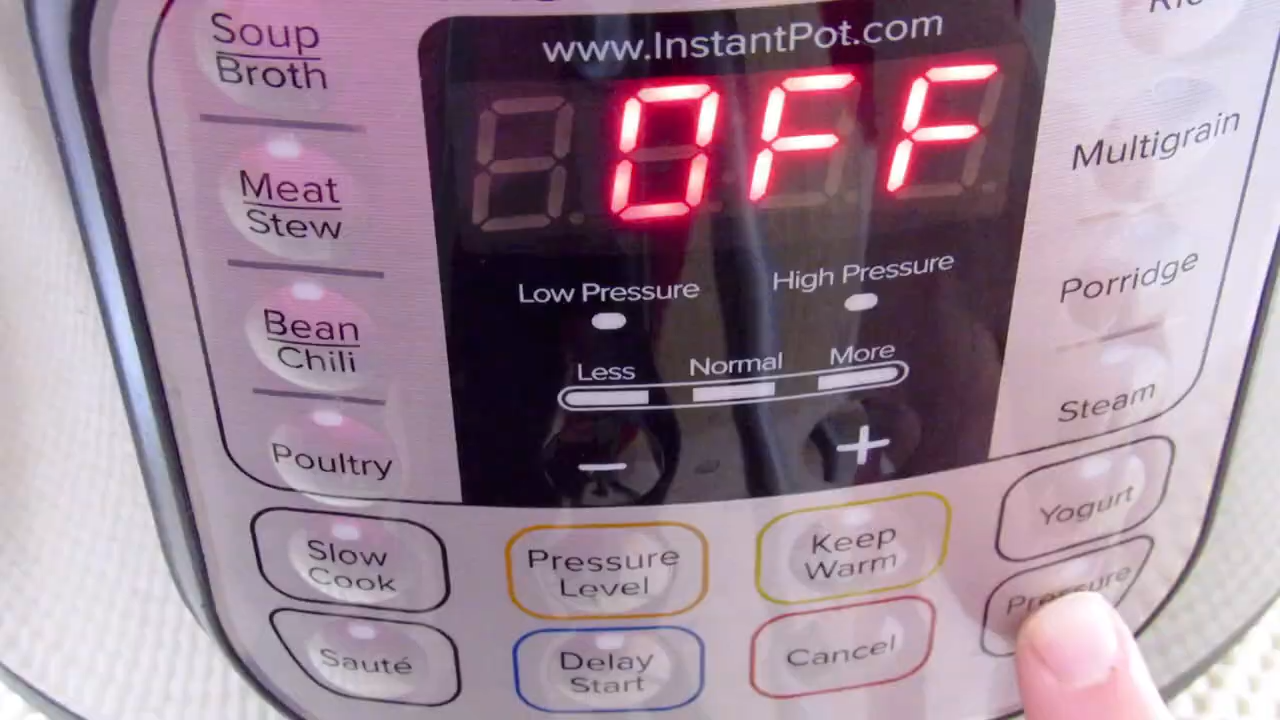 www.InstantPot.com
OFF
Soup
Broth
Meat
Stew
Bean
Chili
Poultry
Low Pressure
High Pressure
Less
Normal
More
−
+
Multigrain
Porridge
Steam
Slow
Cook
Pressure
Level
Keep
Warm
Yogurt
Sauté
Delay
Start
Cancel
Pressure